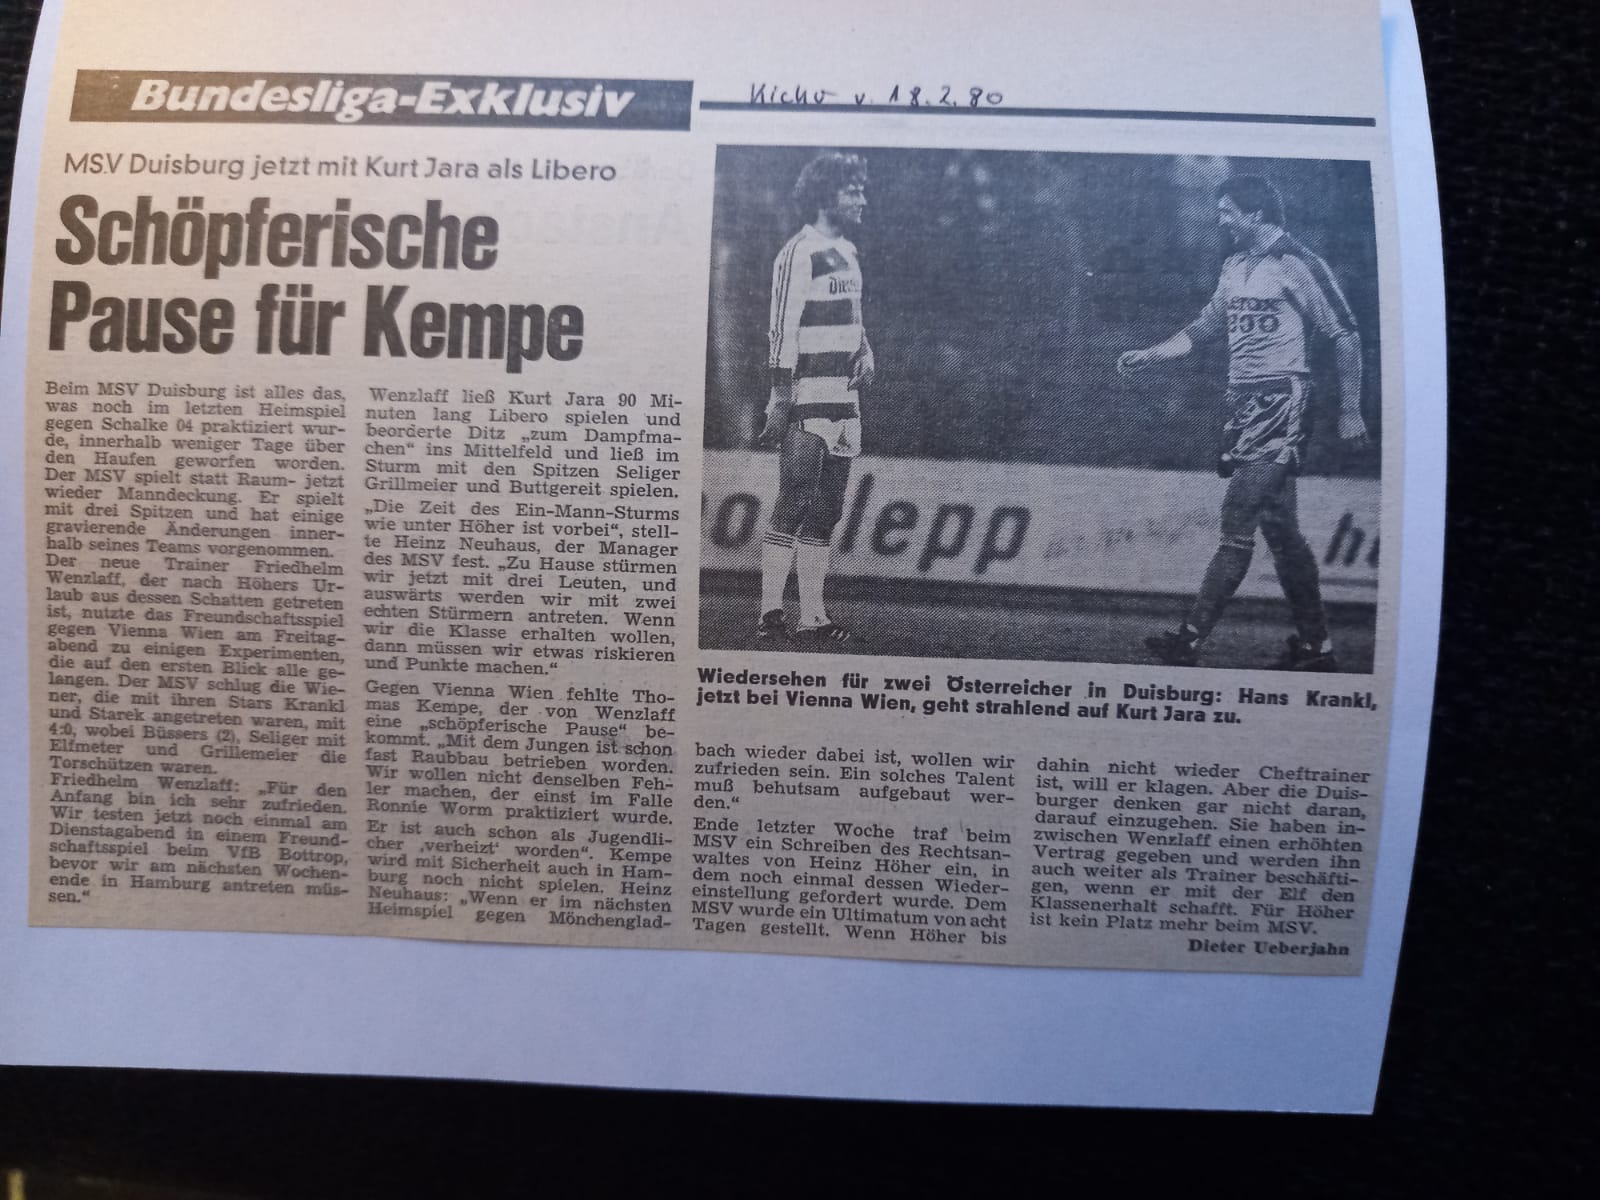 Bundesliga-Exklusiv
Kicker v. 18.2.80
MSV Duisburg jetzt mit Kurt Jara als Libero
Schöpferische
Pause für Kempe
Beim MSV Duisburg ist alles das,
was noch im letzten Heimspiel
gegen Schalke 04 praktiziert wur-
de, innerhalb weniger Tage über
den Haufen geworfen worden.
Der MSV spielt statt Raum- jetzt
wieder Manndeckung. Er spielt
mit drei Spitzen und hat einige
gravierende Änderungen inner-
halb seines Teams vorgenommen.
Der neue Trainer Friedhelm
Wenzlaff, der nach Höhers Ur-
laub aus dessen Schatten getreten
ist, nutzte das Freundschaftsspiel
gegen Vienna Wien am Freitag-
abend zu einigen Experimenten,
die auf den ersten Blick alle ge-
langen. Der MSV schlug die Wie-
ner, die mit ihren Stars Krankl
und Starek angetreten waren, mit
4:0, wobei Büssers (2), Seliger mit
Elfmeter und Grillemeier die
Torschützen waren.
Friedhelm Wenzlaff: „Für den
Anfang bin ich sehr zufrieden.
Wir testen jetzt noch einmal am
Dienstagabend in einem Freund-
schaftsspiel beim VfB Bottrop,
bevor wir am nächsten Wochen-
ende in Hamburg antreten müs-
sen.“
Wenzlaff ließ Kurt Jara 90 Mi-
nuten lang Libero spielen und
beorderte Ditz „zum Dampfma-
chen“ ins Mittelfeld und ließ im
Sturm mit den Spitzen Seliger
Grillmeier und Buttgereit spielen.
„Die Zeit des Ein-Mann-Sturms
wie unter Höher ist vorbei“, stell-
te Heinz Neuhaus, der Manager
des MSV fest. „Zu Hause stürmen
wir jetzt mit drei Leuten, und
auswärts werden wir mit zwei
echten Stürmern antreten. Wenn
wir die Klasse erhalten wollen,
dann müssen wir etwas riskieren
und Punkte machen.“
Gegen Vienna Wien fehlte Tho-
mas Kempe, der von Wenzlaff
eine „schöpferische Pause“ be-
kommt. „Mit dem Jungen ist schon
fast Raubbau betrieben worden.
Wir wollen nicht denselben Feh-
ler machen, der einst im Falle
Ronnie Worm praktiziert wurde.
Er ist auch schon als Jugendli-
cher ‚verheizt‘ worden“. Kempe
wird mit Sicherheit auch in Ham-
burg noch nicht spielen. Heinz
Neuhaus: „Wenn er im nächsten
Heimspiel gegen Mönchenglad-
Diebels
200
lepp
Wiedersehen für zwei Österreicher in Duisburg: Hans Krankl,
jetzt bei Vienna Wien, geht strahlend auf Kurt Jara zu.
bach wieder dabei ist, wollen wir
zufrieden sein. Ein solches Talent
muß behutsam aufgebaut wer-
den.“
Ende letzter Woche traf beim
MSV ein Schreiben des Rechtsan-
waltes von Heinz Höher ein, in
dem noch einmal dessen Wieder-
einstellung gefordert wurde. Dem
MSV wurde ein Ultimatum von acht
Tagen gestellt. Wenn Höher bis
dahin nicht wieder Cheftrainer
ist, will er klagen. Aber die Duis-
burger denken gar nicht daran,
darauf einzugehen. Sie haben in-
zwischen Wenzlaff einen erhöhten
Vertrag gegeben und werden ihn
auch weiter als Trainer beschäfti-
gen, wenn er mit der Elf den
Klassenerhalt schafft. Für Höher
ist kein Platz mehr beim MSV.
Dieter Ueberjahn